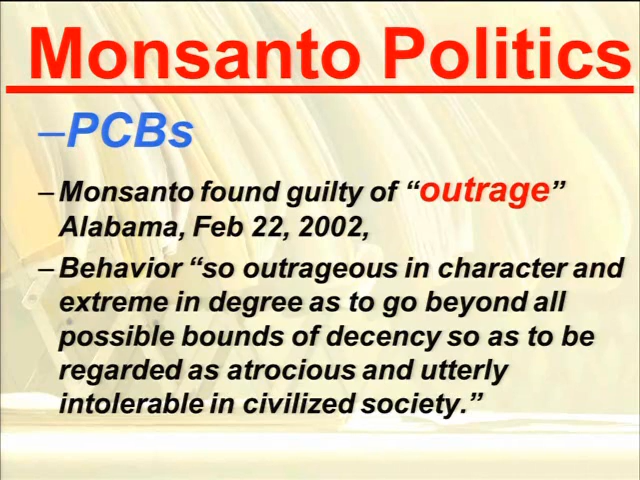 Monsanto Politics
–PCBs
–Monsanto found guilty of “outrage”
Alabama, Feb 22, 2002,
–Behavior “so outrageous in character and
extreme in degree as to go beyond all
possible bounds of decency so as to be
regarded as atrocious and utterly
intolerable in civilized society.”